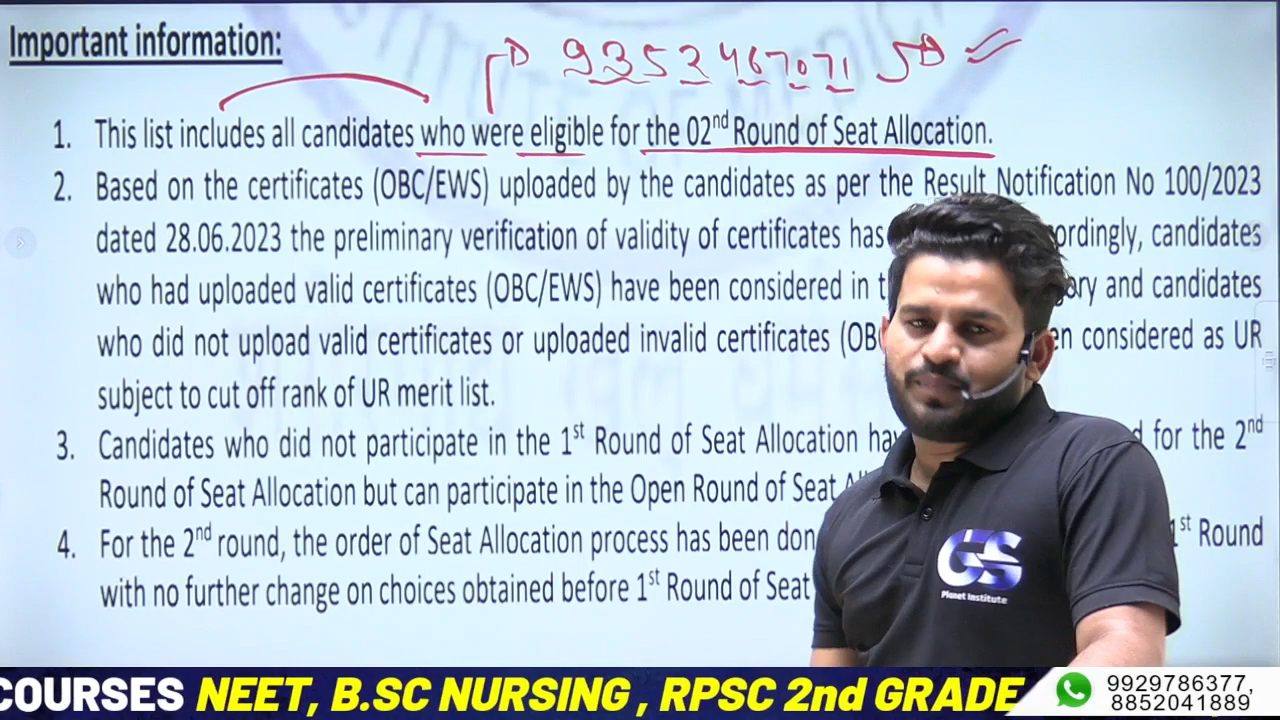 Important information:
9353467071
1. This list includes all candidates who were eligible for the 02nd Round of Seat Allocation.
2. Based on the certificates (OBC/EWS) uploaded by the candidates as per the Result Notification No 100/2023
dated 28.06.2023 the preliminary verification of validity of certificates has ordingly, candidates
who had uploaded valid certificates (OBC/EWS) have been considered in t ory and candidates
who did not upload valid certificates or uploaded invalid certificates (OB en considered as UR
subject to cut off rank of UR merit list.
3. Candidates who did not participate in the 1st Round of Seat Allocation hav d for the 2nd
Round of Seat Allocation but can participate in the Open Round of Seat
4. For the 2nd round, the order of Seat Allocation process has been don 1st Round
with no further change on choices obtained before 1st Round of Seat
GS
Planet Institute
COURSES NEET, B.SC NURSING , RPSC 2nd GRADE
9929786377,
8852041889